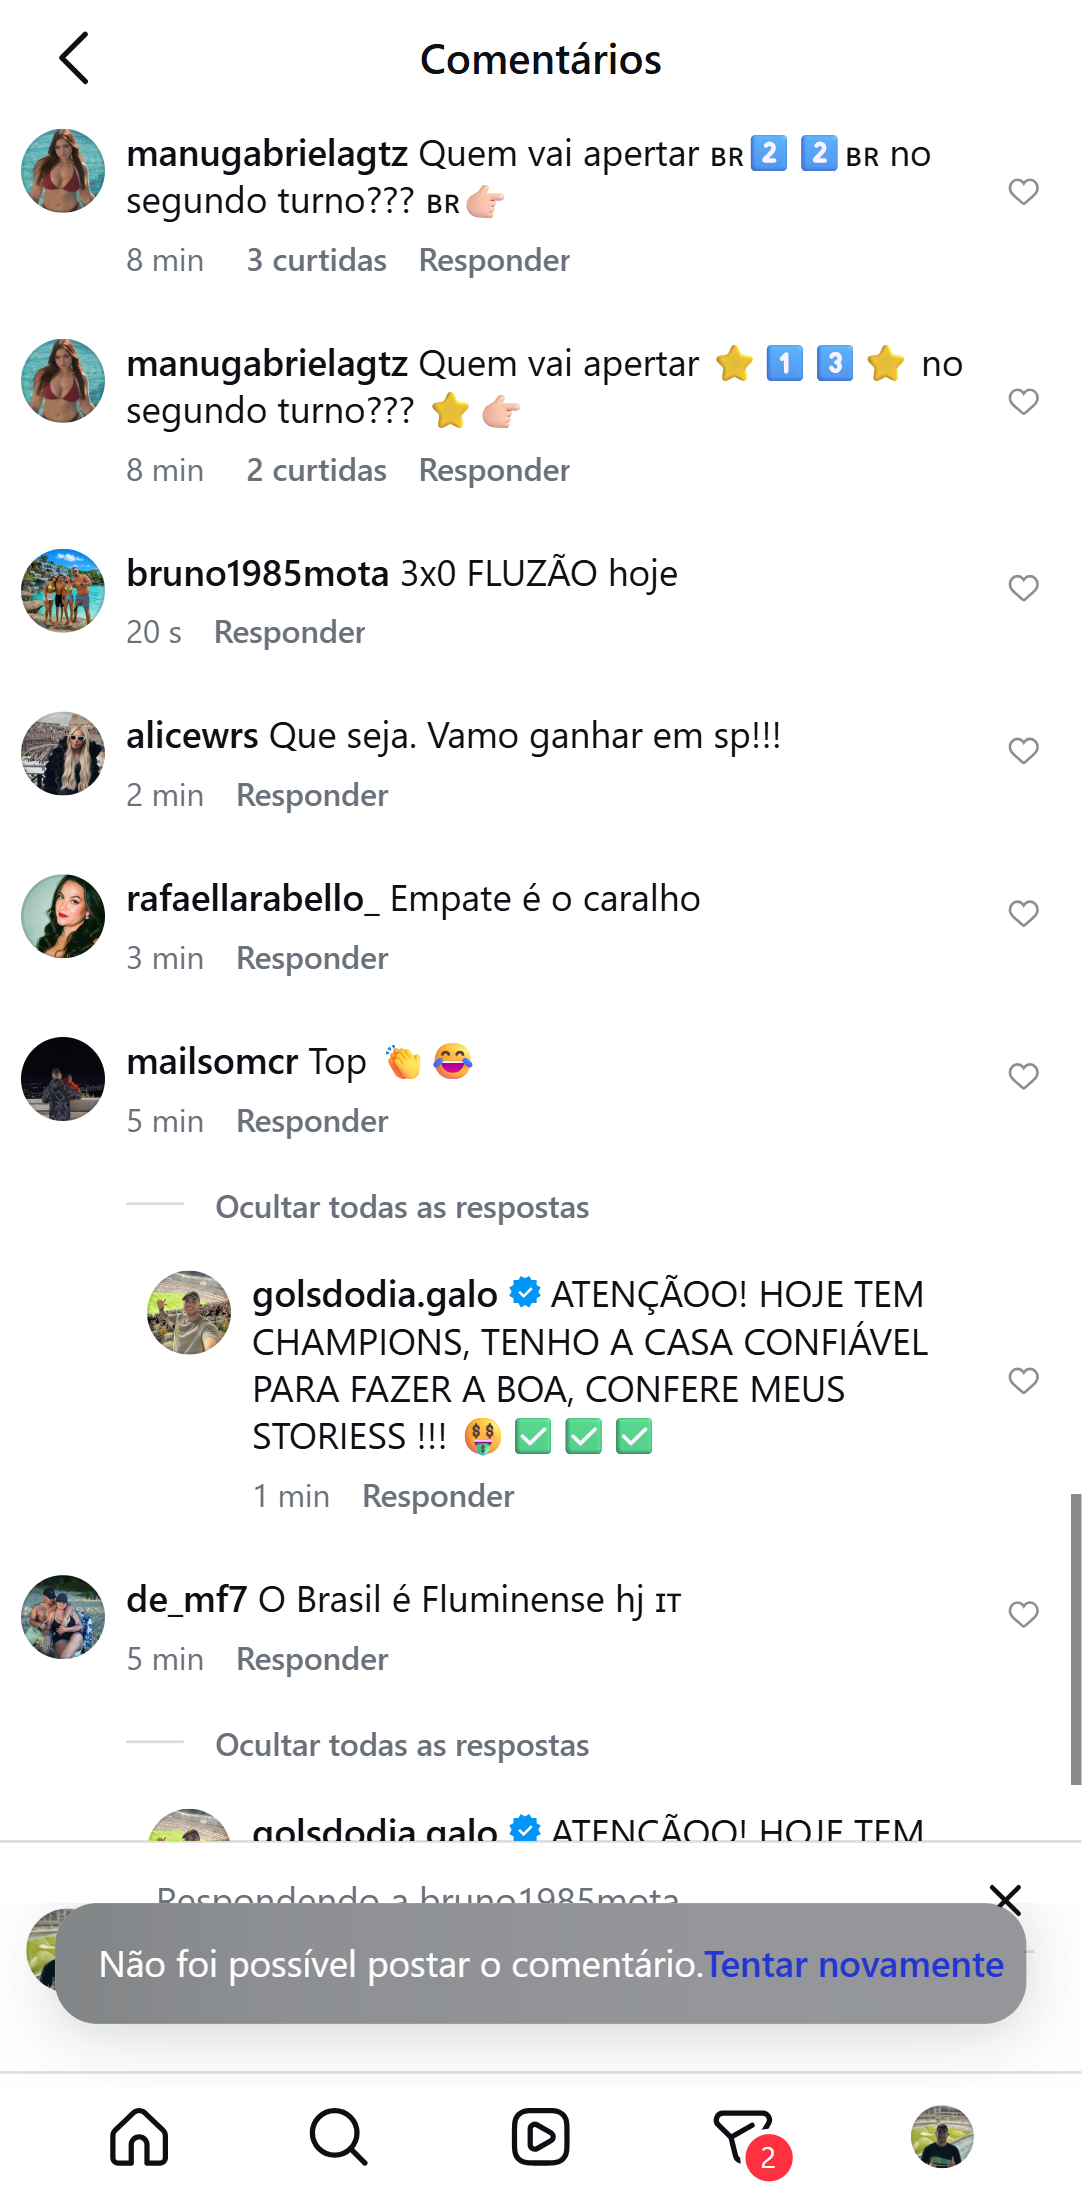 Comentários
manugabrielagtz Quem vai apertar BR 2️⃣ 2️⃣ BR no
segundo turno??? BR 👉🏻
8 min 3 curtidas Responder
manugabrielagtz Quem vai apertar ⭐ 1️⃣ 3️⃣ ⭐ no
segundo turno??? ⭐ 👉🏻
8 min 2 curtidas Responder
bruno1985mota 3x0 FLUZÃO hoje
20 s Responder
alicewrs Que seja. Vamo ganhar em sp!!!
2 min Responder
rafaellarabello_ Empate é o caralho
3 min Responder
mailsomcr Top 👏 😂
5 min Responder
Ocultar todas as respostas
golsdodia.galo ATENÇÃOO! HOJE TEM
CHAMPIONS, TENHO A CASA CONFIÁVEL
PARA FAZER A BOA, CONFERE MEUS
STORIESS !!! 🤑 ✅ ✅ ✅
1 min Responder
de_mf7 O Brasil é Fluminense hj IT
5 min Responder
Ocultar todas as respostas
golsdodia.galo ATENÇÃOO! HOJE TEM
Respondendo a bruno1985mota
Não foi possível postar o comentário. Tentar novamente
2